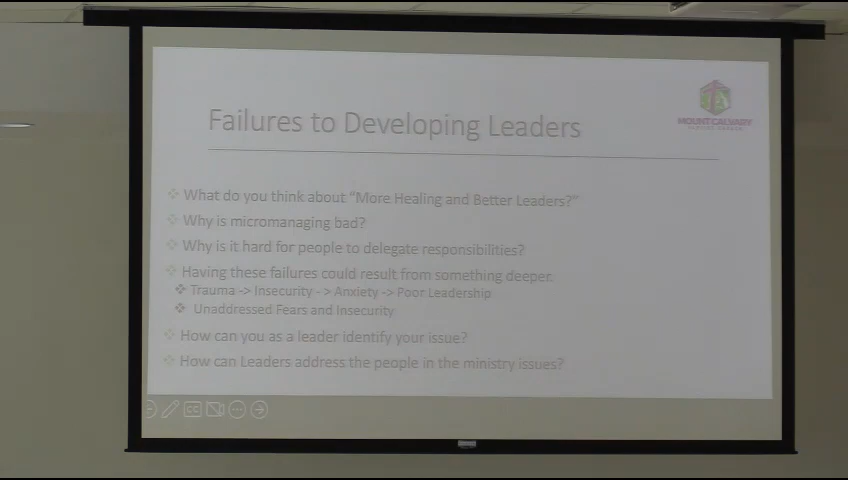 Failures to Developing Leaders
MOUNT CALVARY
What do you think about "More Healing and Better Leaders?"
Why is micromanaging bad?
Why is it hard for people to delegate responsibilities?
Having these failures could result from something deeper.
Trauma -> Insecurity -> Anxiety -> Poor Leadership
Unaddressed Fears and Insecurity
How can you as a leader identify your issue?
How can Leaders address the people in the ministry issues?
CC